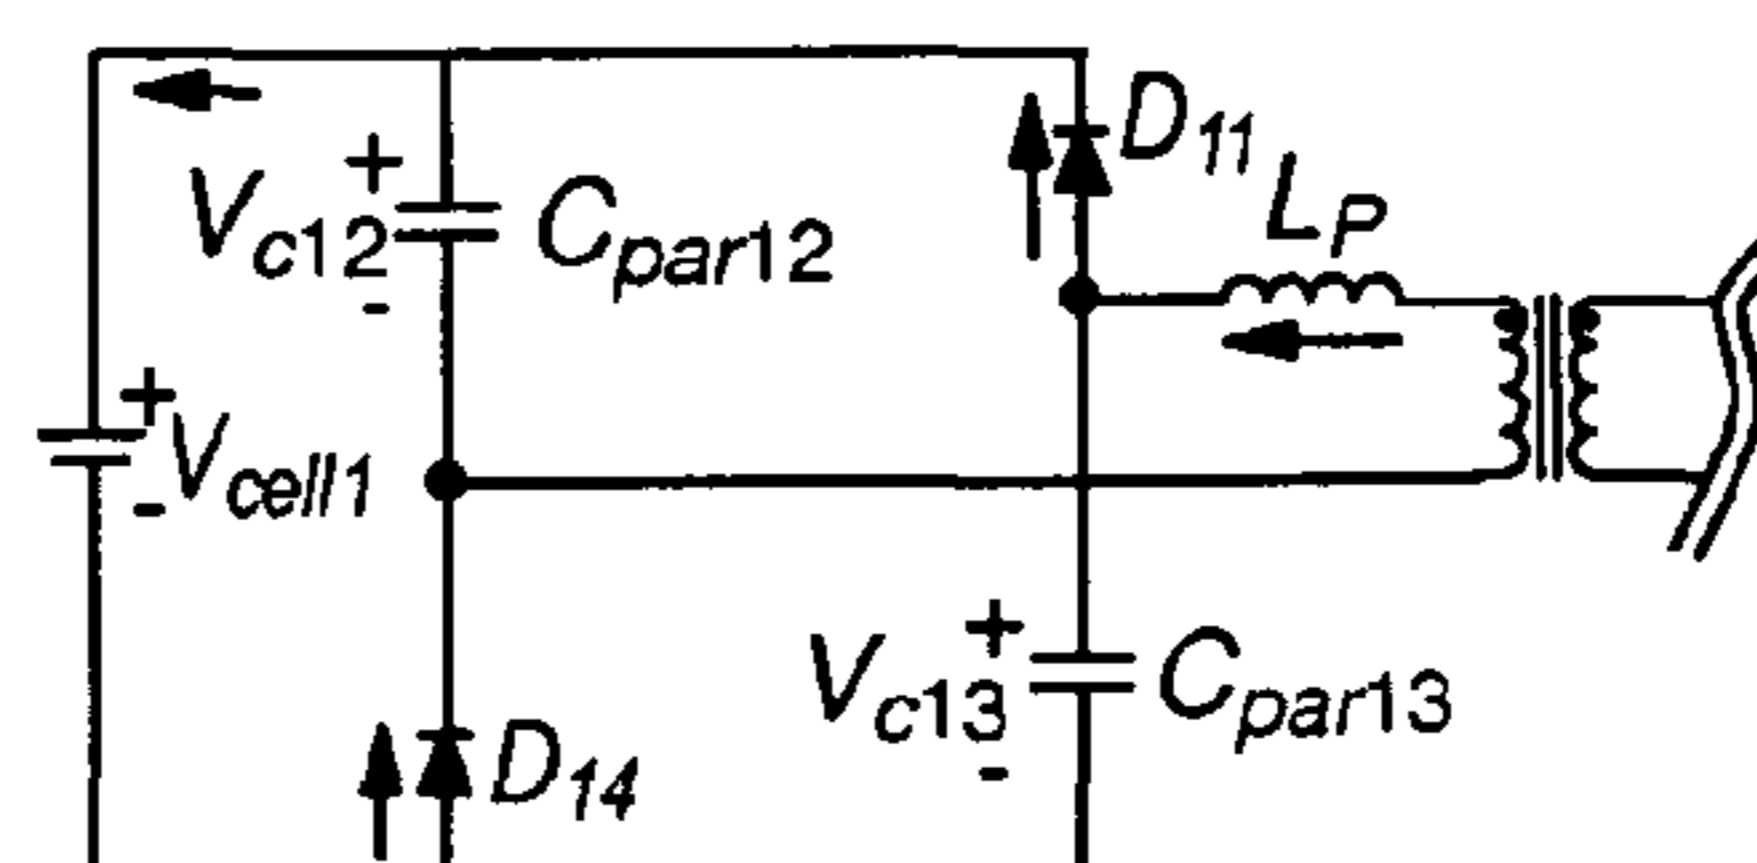 D11
+
Vc12
Cpar12
-
LP
+
Vcell1
-
+
Vc13
Cpar13
-
D14